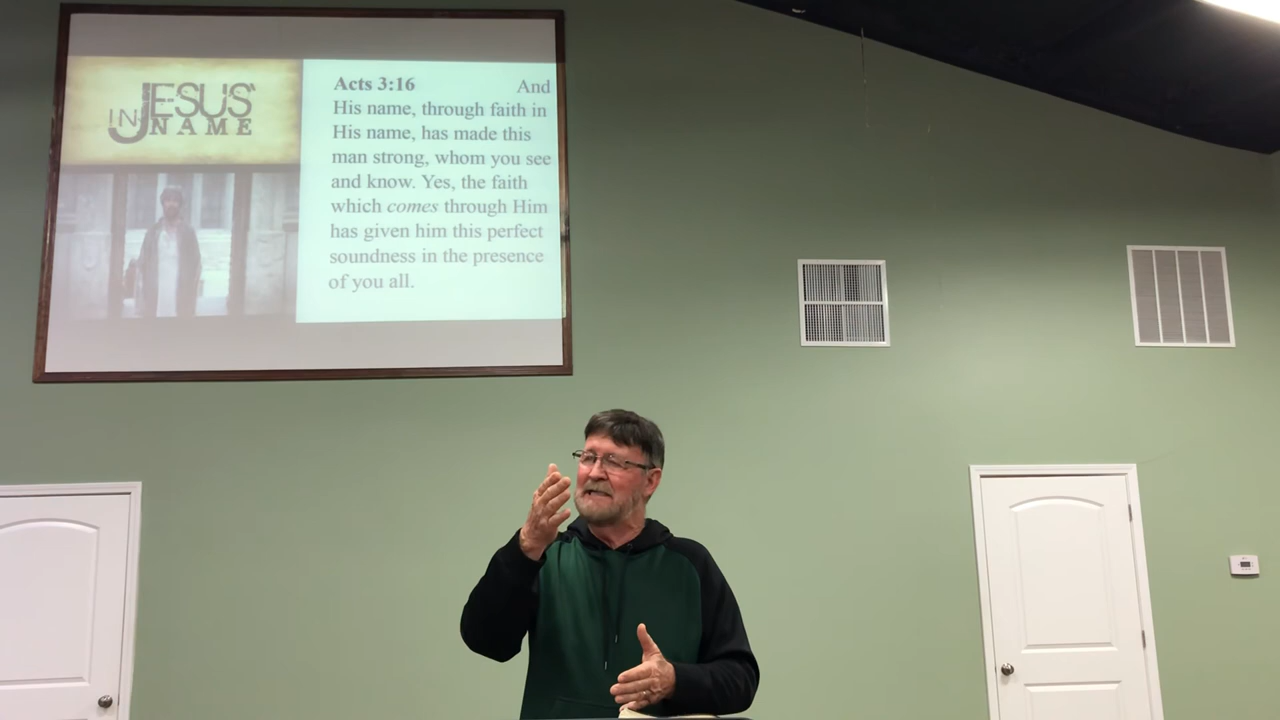 IN JESUS'
NAME
Acts 3:16 And
His name, through faith in
His name, has made this
man strong, whom you see
and know. Yes, the faith
which comes through Him
has given him this perfect
soundness in the presence
of you all.